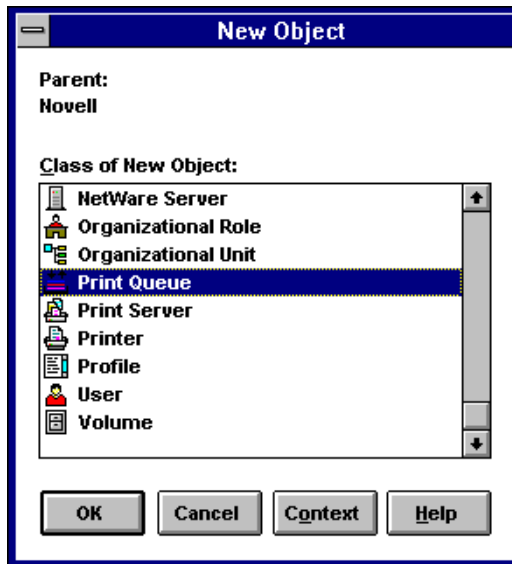 New Object
Parent:
Novell
Class of New Object:
NetWare Server
Organizational Role
Organizational Unit
Print Queue
Print Server
Printer
Profile
User
Volume
OK Cancel Context Help